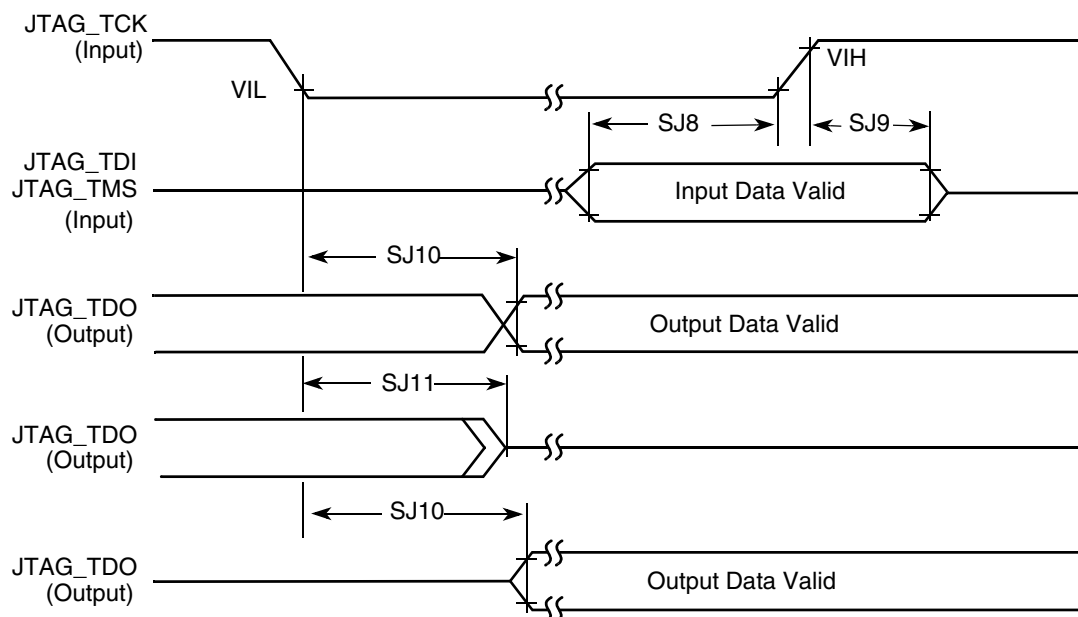 JTAG_TCK
(Input)
VIL
VIH
SJ8
SJ9
JTAG_TDI
JTAG_TMS
(Input)
Input Data Valid
SJ10
JTAG_TDO
(Output)
Output Data Valid
SJ11
JTAG_TDO
(Output)
SJ10
JTAG_TDO
(Output)
Output Data Valid